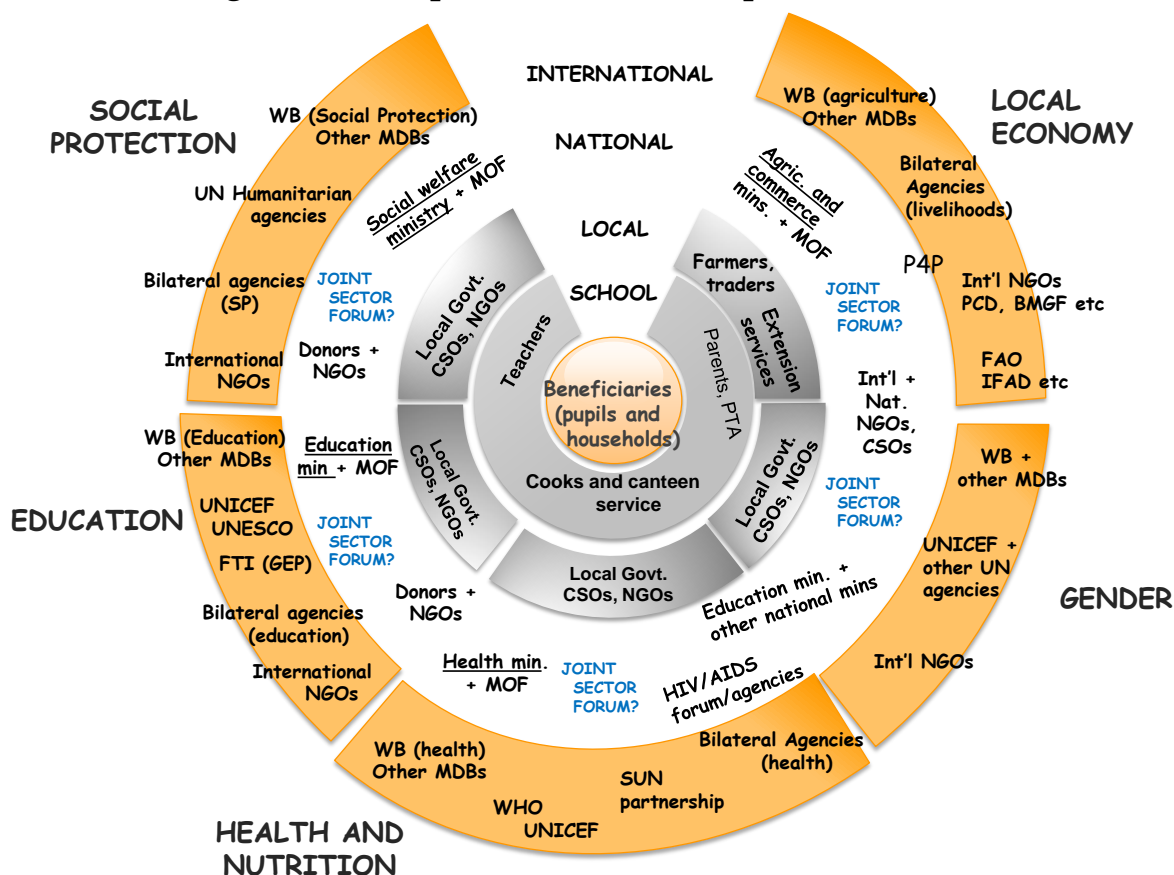 INTERNATIONAL
NATIONAL
LOCAL
SCHOOL
SOCIAL
PROTECTION
WB (Social Protection)
Other MDBs
UN Humanitarian
agencies
Bilateral agencies
(SP)
International
NGOs
Social welfare
ministry + MOF
JOINT
SECTOR
FORUM?
Donors +
NGOs
Local Govt.
CSOs, NGOs
LOCAL
ECONOMY
WB (agriculture)
Other MDBs
Bilateral
Agencies
(livelihoods)
P4P
Int'l NGOs
PCD, BMGF etc
FAO
IFAD etc
Agric. and
commerce
mins. + MOF
JOINT
SECTOR
FORUM?
Int'l +
Nat.
NGOs,
CSOs
Farmers,
traders
Extension
services
Teachers
Parents, PTA
Cooks and canteen
service
Beneficiaries
(pupils and
households)
EDUCATION
WB (Education)
Other MDBs
UNICEF
UNESCO
FTI (GEP)
Bilateral agencies
(education)
International
NGOs
Education
min + MOF
JOINT
SECTOR
FORUM?
Donors +
NGOs
Local Govt.
CSOs, NGOs
GENDER
WB +
other MDBs
UNICEF +
other UN
agencies
Int'l NGOs
JOINT
SECTOR
FORUM?
Education min. +
other national mins
Local Govt.
CSOs, NGOs
HEALTH AND
NUTRITION
WB (health)
Other MDBs
WHO
UNICEF
SUN
partnership
Bilateral Agencies
(health)
Health min.
+ MOF
JOINT
SECTOR
FORUM?
HIV/AIDS
forum/agencies
Local Govt.
CSOs, NGOs